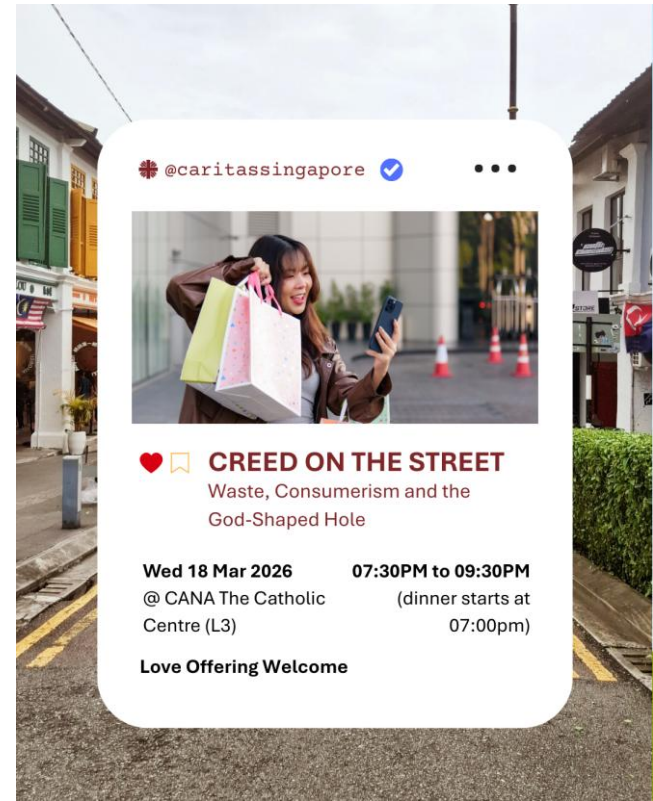 @caritassingapore
CREED ON THE STREET
Waste, Consumerism and the
God-Shaped Hole
Wed 18 Mar 2026
07:30PM to 09:30PM
@ CANA The Catholic
(dinner starts at
Centre (L3)
07:00pm)
Love Offering Welcome